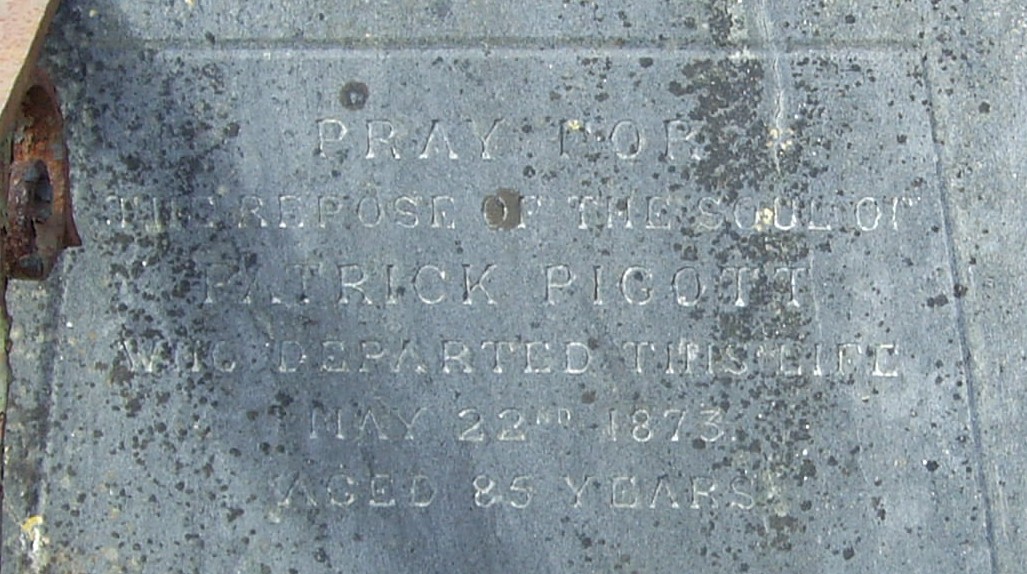 PRAY FOR
THE REPOSE OF THE SOUL OF
PATRICK PIGOTT
WHO DEPARTED THIS LIFE
MAY 22ND 1873.
AGED 85 YEARS